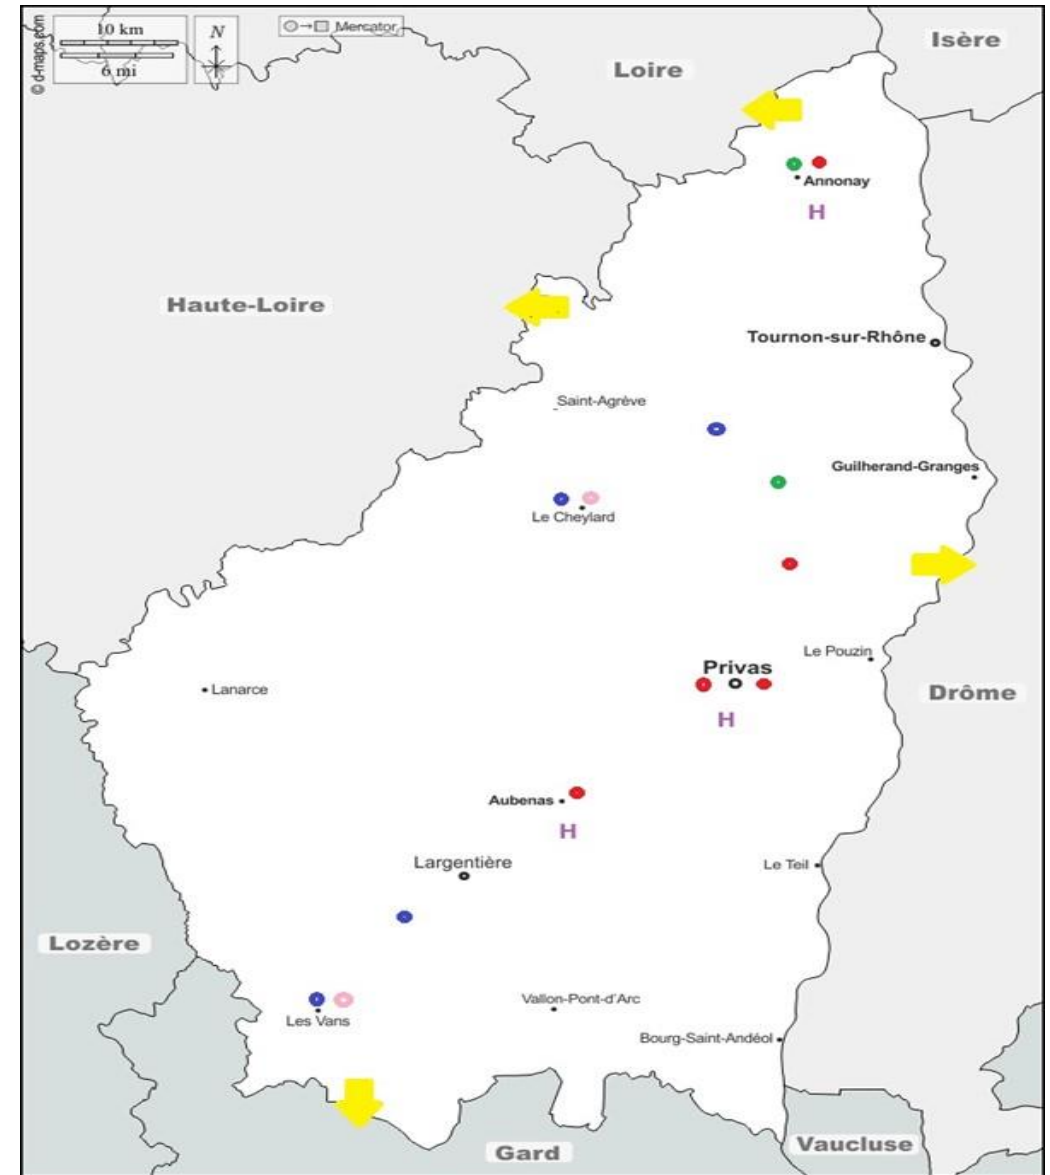 © d-maps.com
10 km
6 mi
N
Mercator
Isère
Loire
Annonay
H
Haute-Loire
Tournon-sur-Rhône
Saint-Agrève
Guilherand-Granges
Le Cheylard
Le Pouzin
Privas
Lanarce
Drôme
H
Aubenas
H
Largentière
Le Teil
Lozère
Vallon-Pont-d'Arc
Les Vans
Bourg-Saint-Andéol
Gard
Vaucluse